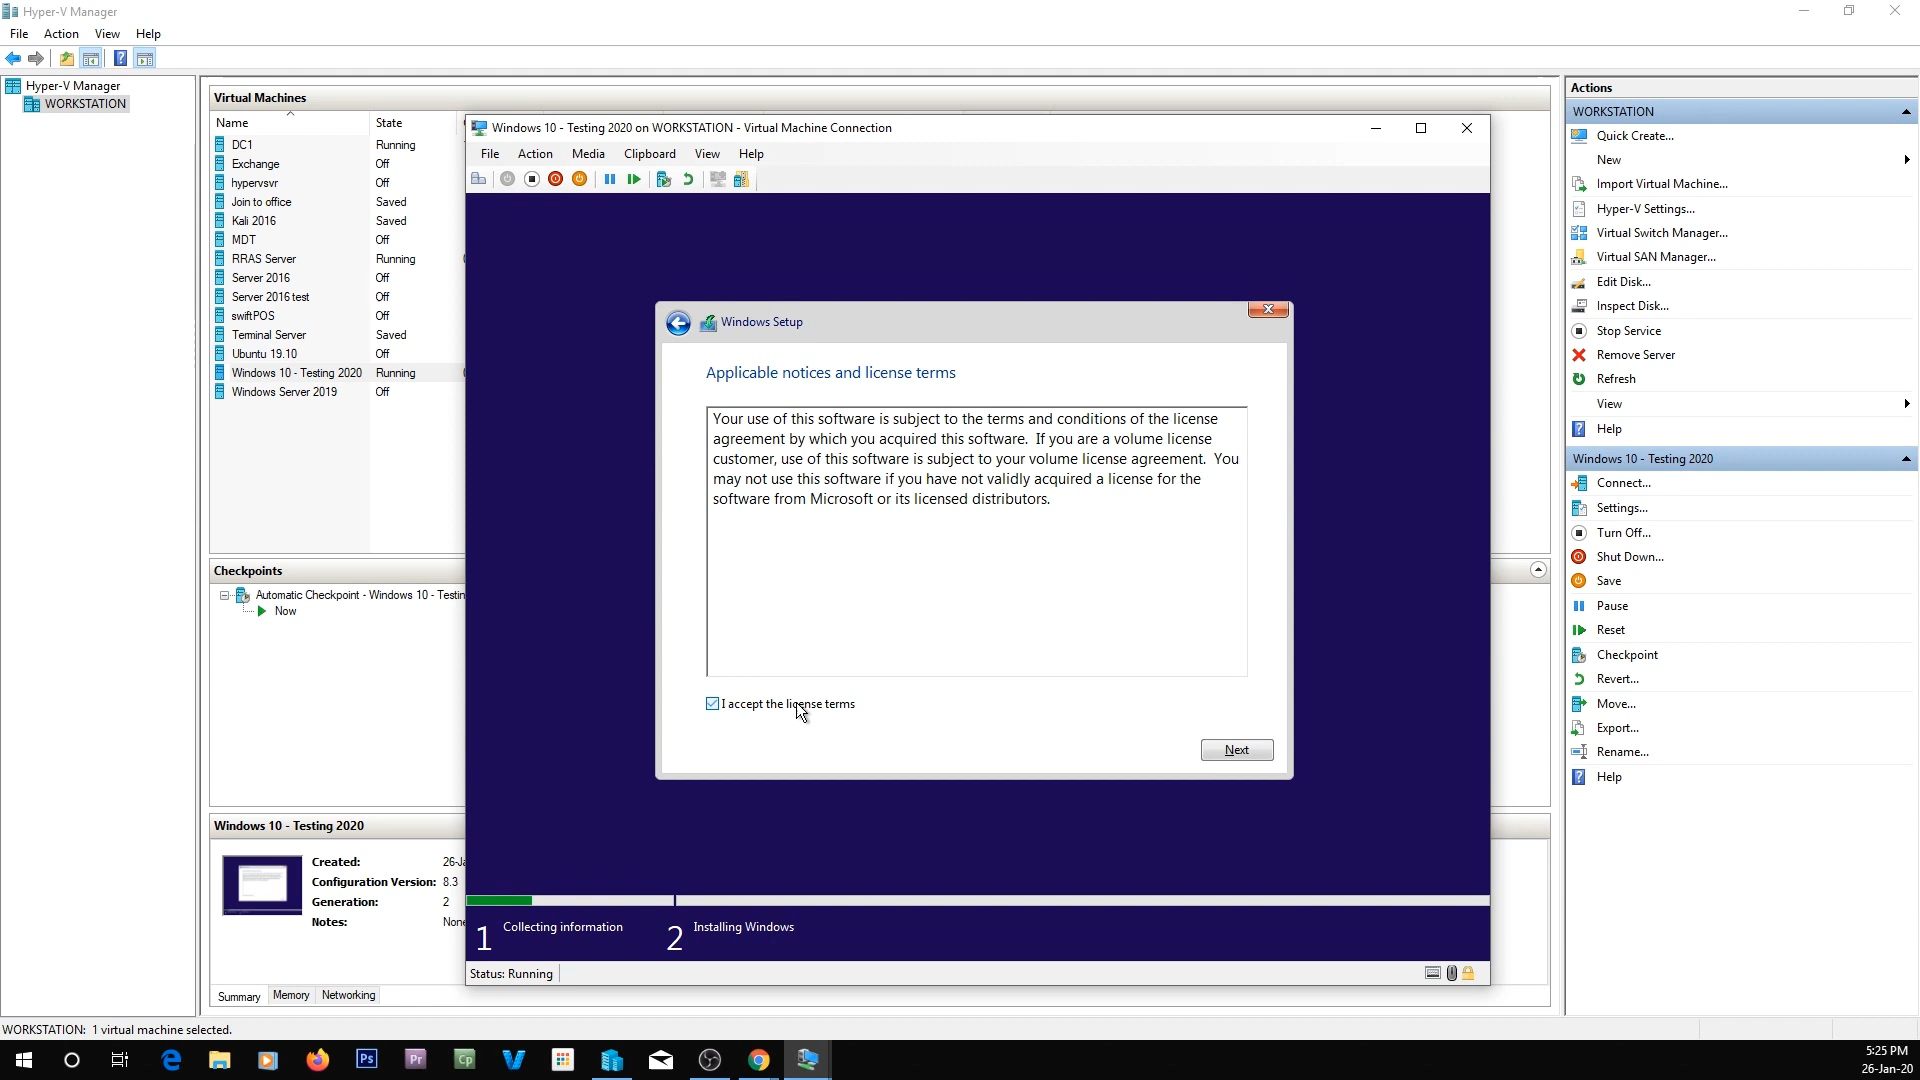 Hyper-V Manager
File Action View Help
Hyper-V Manager
WORKSTATION
Virtual Machines
Name State
DC1 Running
Exchange Off
hypervsvr Off
Join to office Saved
Kali 2016 Saved
MDT Off
RRAS Server Running
Server 2016 Off
Server 2016 test Off
swiftPOS Off
Terminal Server Saved
Ubuntu 19.10 Off
Windows 10 - Testing 2020 Running
Windows Server 2019 Off
Checkpoints
Automatic Checkpoint - Windows 10 - Testin
Now
Windows 10 - Testing 2020
Created: 26-Ja
Configuration Version: 8.3
Generation: 2
Notes: None
Summary Memory Networking
Windows 10 - Testing 2020 on WORKSTATION - Virtual Machine Connection
File Action Media Clipboard View Help
Windows Setup
Applicable notices and license terms
Your use of this software is subject to the terms and conditions of the license
agreement by which you acquired this software. If you are a volume license
customer, use of this software is subject to your volume license agreement. You
may not use this software if you have not validly acquired a license for the
software from Microsoft or its licensed distributors.
I accept the license terms
Next
1 Collecting information 2 Installing Windows
Status: Running
Actions
WORKSTATION
Quick Create...
New
Import Virtual Machine...
Hyper-V Settings...
Virtual Switch Manager...
Virtual SAN Manager...
Edit Disk...
Inspect Disk...
Stop Service
Remove Server
Refresh
View
Help
Windows 10 - Testing 2020
Connect...
Settings...
Turn Off...
Shut Down...
Save
Pause
Reset
Checkpoint
Revert...
Move...
Export...
Rename...
Help
WORKSTATION: 1 virtual machine selected.
Ps Pr Cp
5:25 PM
26-Jan-20